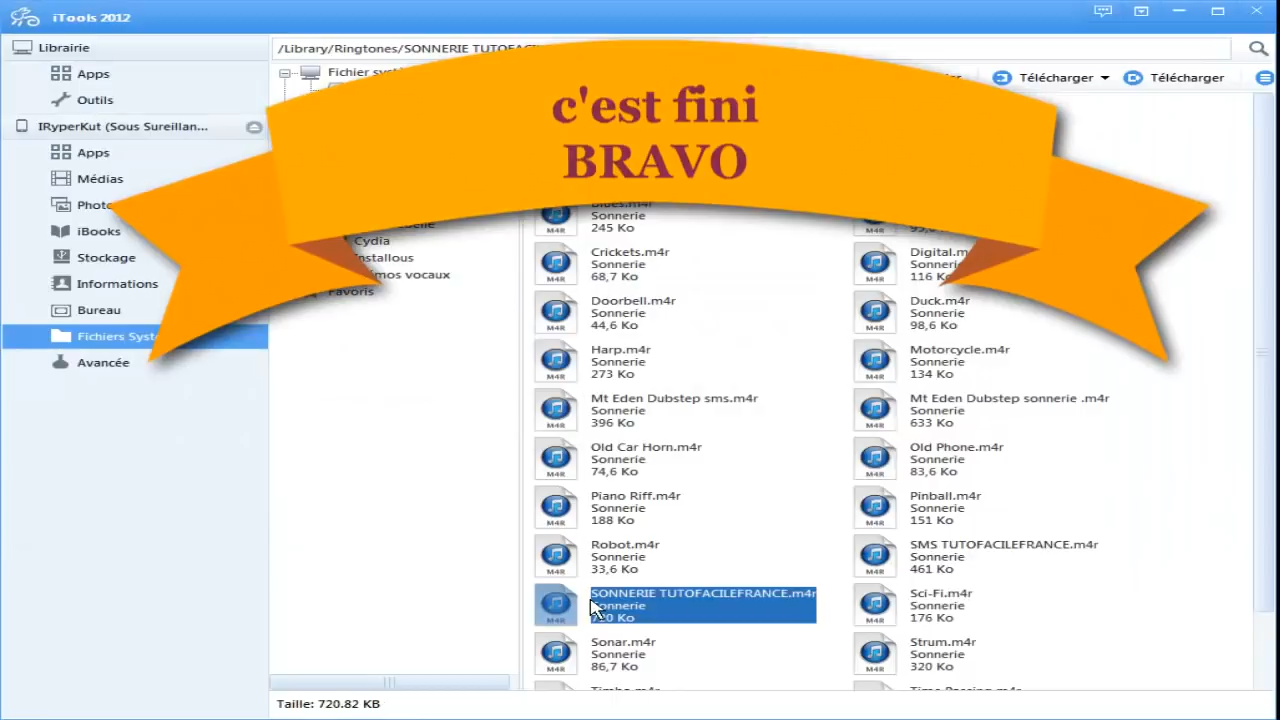 iTools 2012
Librairie
Apps
Outils
IRyperKut (Sous Sureillan...
Apps
Médias
iBooks
Stockage
Informations
Bureau
Avancée
/Library/Ringtones/SONNERIE
Télécharger
Télécharger
c'est fini
BRAVO
Cydia
Installous
vocaux
Favoris
Blues.m4r
Sonnerie
245 Ko
Crickets.m4r
Sonnerie
68,7 Ko
Digital.m4r
Sonnerie
116 Ko
Doorbell.m4r
Sonnerie
44,6 Ko
Duck.m4r
Sonnerie
98,6 Ko
Harp.m4r
Sonnerie
273 Ko
Motorcycle.m4r
Sonnerie
134 Ko
Mt Eden Dubstep sms.m4r
Sonnerie
396 Ko
Mt Eden Dubstep sonnerie .m4r
Sonnerie
633 Ko
Old Car Horn.m4r
Sonnerie
74,6 Ko
Old Phone.m4r
Sonnerie
83,6 Ko
Piano Riff.m4r
Sonnerie
188 Ko
Pinball.m4r
Sonnerie
151 Ko
Robot.m4r
Sonnerie
33,6 Ko
SMS TUTOFACILEFRANCE.m4r
Sonnerie
461 Ko
SONNERIE TUTOFACILEFRANCE.m4r
Sonnerie
720 Ko
Sci-Fi.m4r
Sonnerie
176 Ko
Sonar.m4r
Sonnerie
86,7 Ko
Strum.m4r
Sonnerie
320 Ko
Taille: 720.82 KB